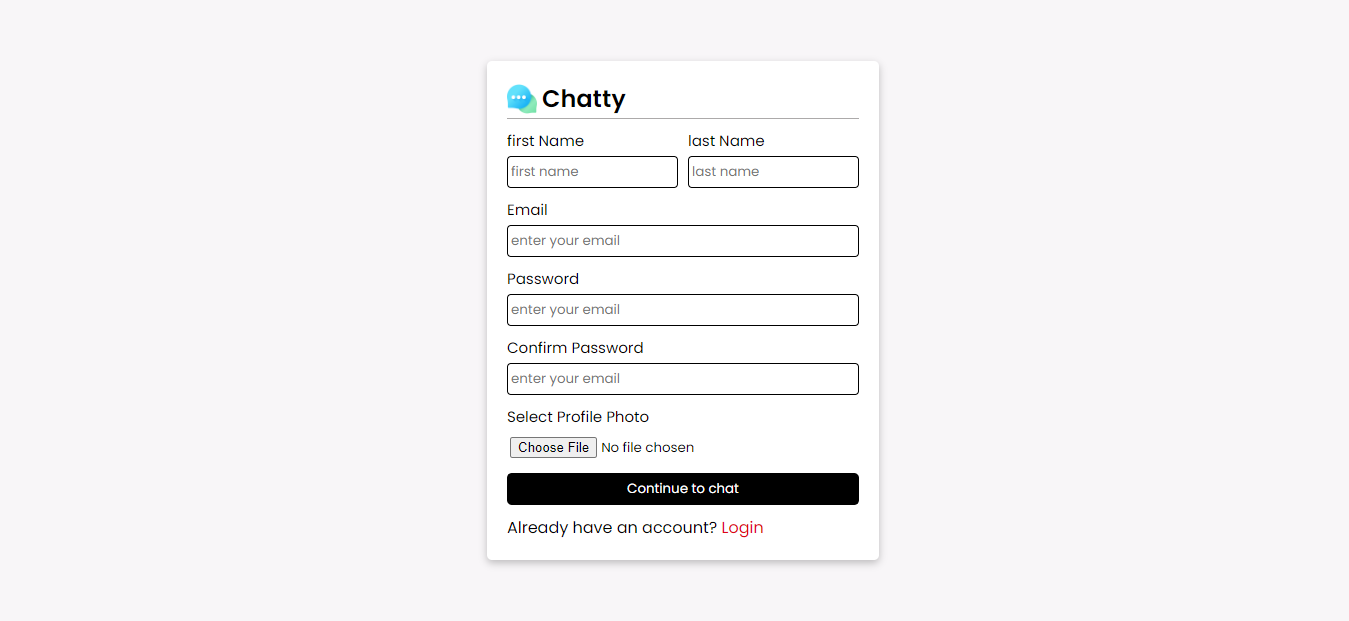 Chatty
first Name last Name
first name last name
Email
enter your email
Password
enter your email
Confirm Password
enter your email
Select Profile Photo
Choose File No file chosen
Continue to chat
Already have an account? Login